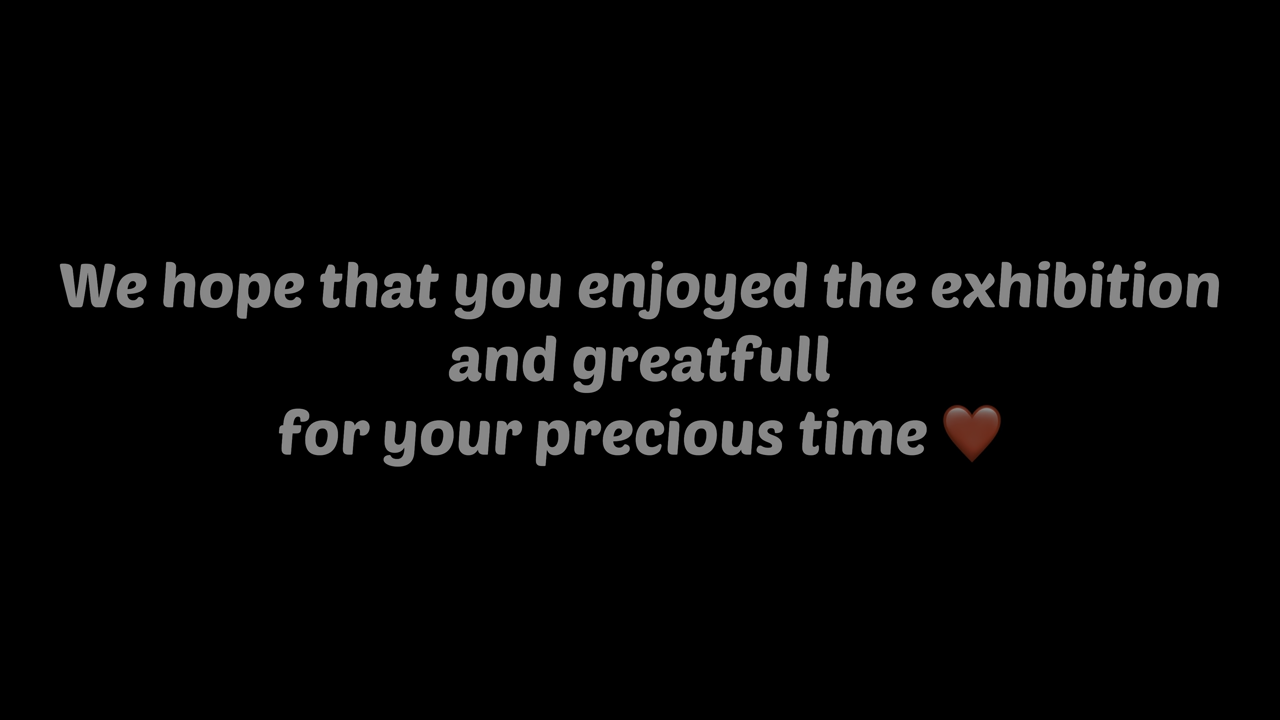 We hope that you enjoyed the exhibition
and greatfull
for your precious time ❤️